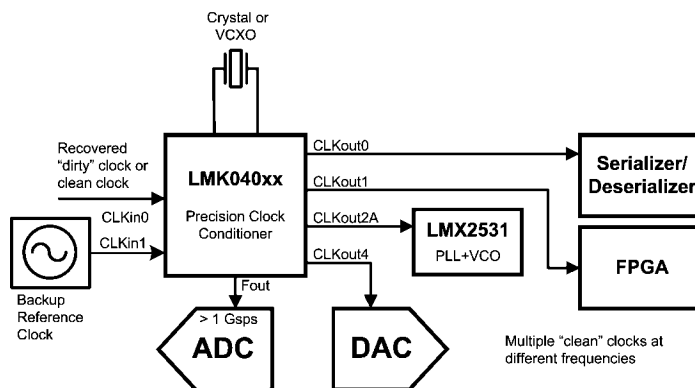 Crystal or
VCXO
Recovered
"dirty" clock or
clean clock
CLKin0
CLKin1
Backup
Reference
Clock
LMK040xx
Precision Clock
Conditioner
CLKout0
CLKout1
CLKout2A
CLKout4
Fout
LMX2531
PLL+VCO
Serializer/
Deserializer
FPGA
> 1 Gsps
ADC
DAC
Multiple "clean" clocks at
different frequencies